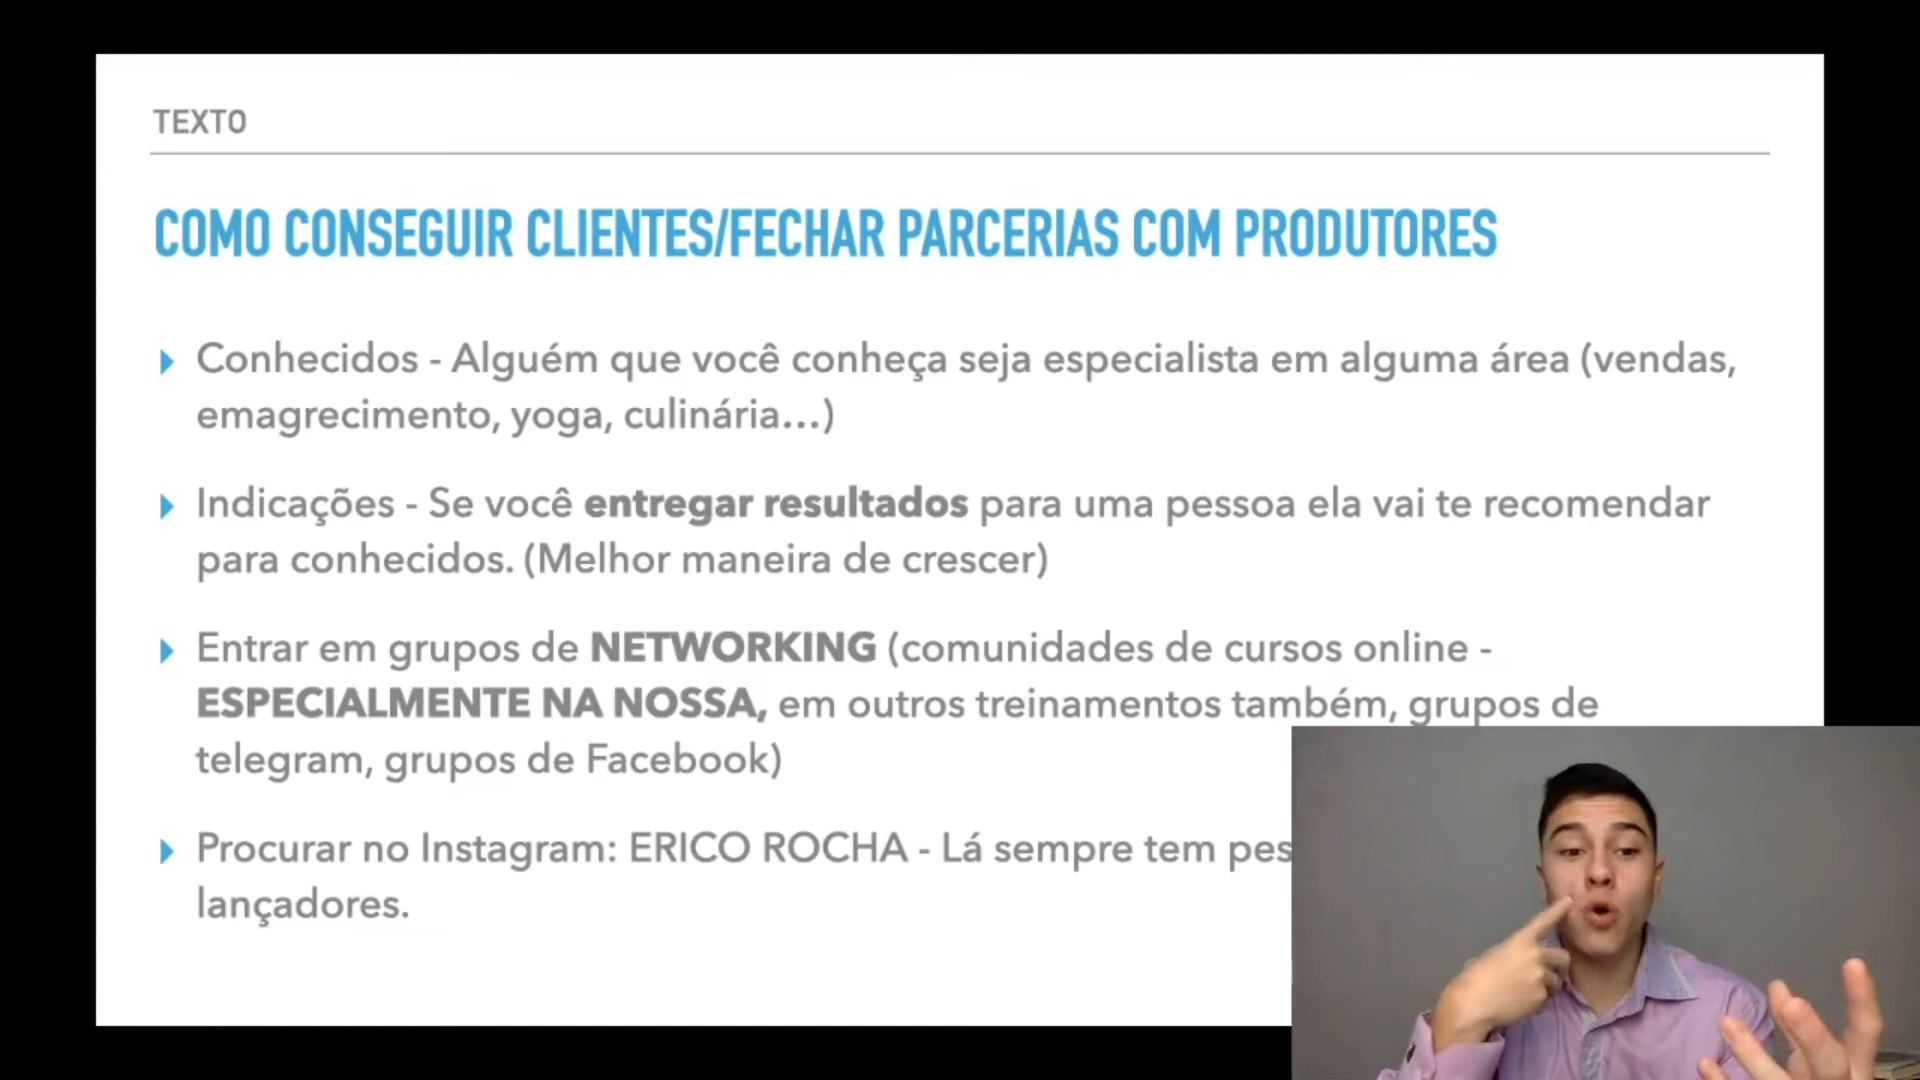 TEXTO
COMO CONSEGUIR CLIENTES/FECHAR PARCERIAS COM PRODUTORES
Conhecidos - Alguém que você conheça seja especialista em alguma área (vendas,
emagrecimento, yoga, culinária...)
Indicações - Se você entregar resultados para uma pessoa ela vai te recomendar
para conhecidos. (Melhor maneira de crescer)
Entrar em grupos de NETWORKING (comunidades de cursos online -
ESPECIALMENTE NA NOSSA, em outros treinamentos também, grupos de
telegram, grupos de Facebook)
Procurar no Instagram: ERICO ROCHA - Lá sempre tem
lançadores.